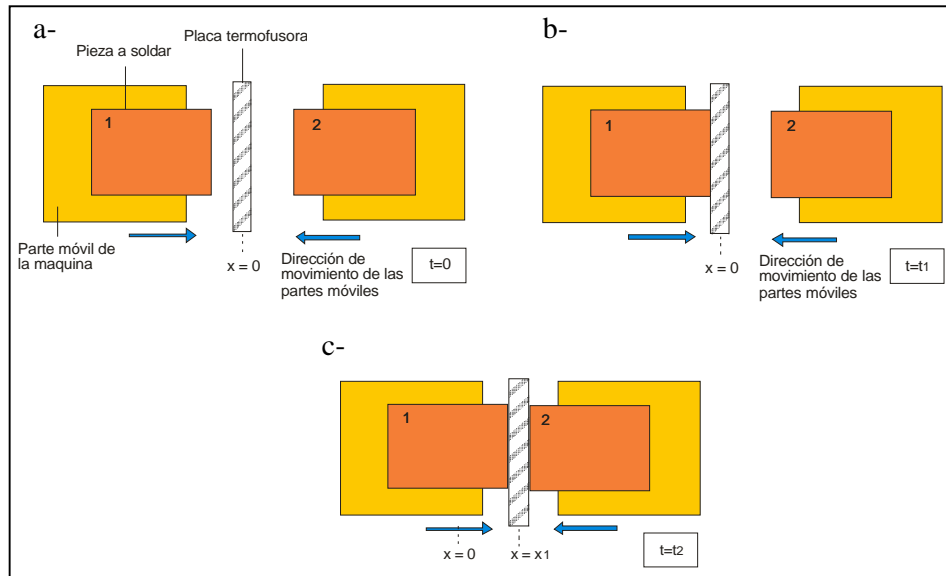 a-
Placa termofusora
Pieza a soldar
1
2
Parte móvil de
la maquina
x = 0
Dirección de
movimiento de las
partes móviles
t=0
b-
1
2
x = 0
Dirección de
movimiento de las
partes móviles
t=t1
c-
1
2
x = 0
x = x1
t=t2